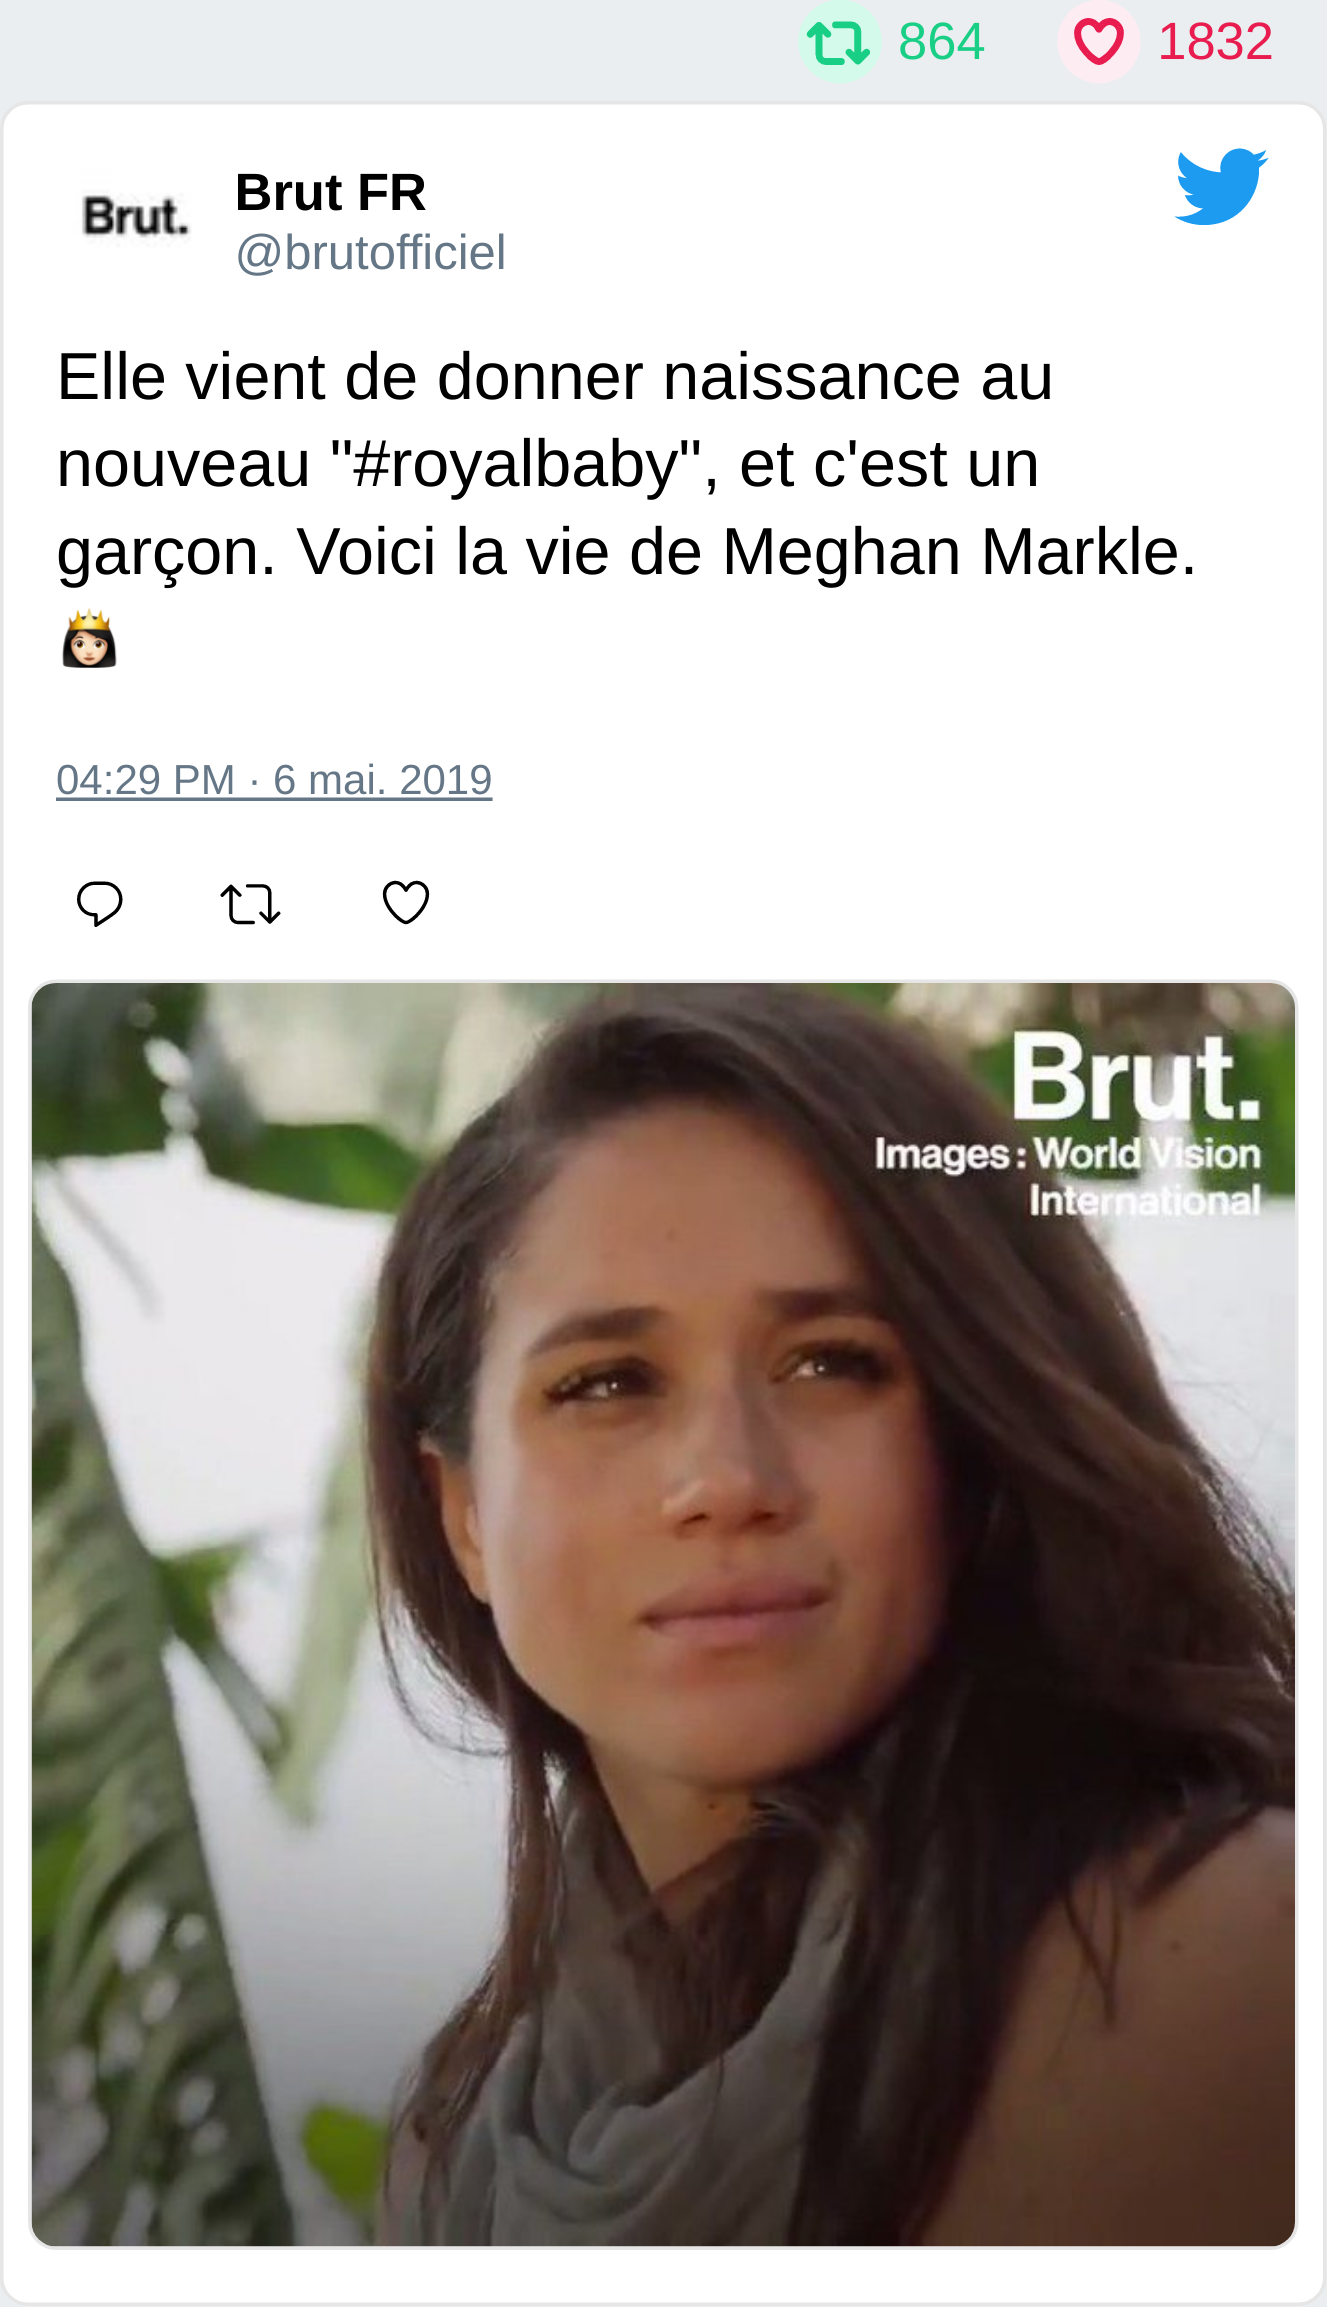 864 1832
Brut.
Brut FR
@brutofficiel
Elle vient de donner naissance au
nouveau "#royalbaby", et c'est un
garçon. Voici la vie de Meghan Markle.
04:29 PM · 6 mai. 2019
Brut.
Images : World Vision
International